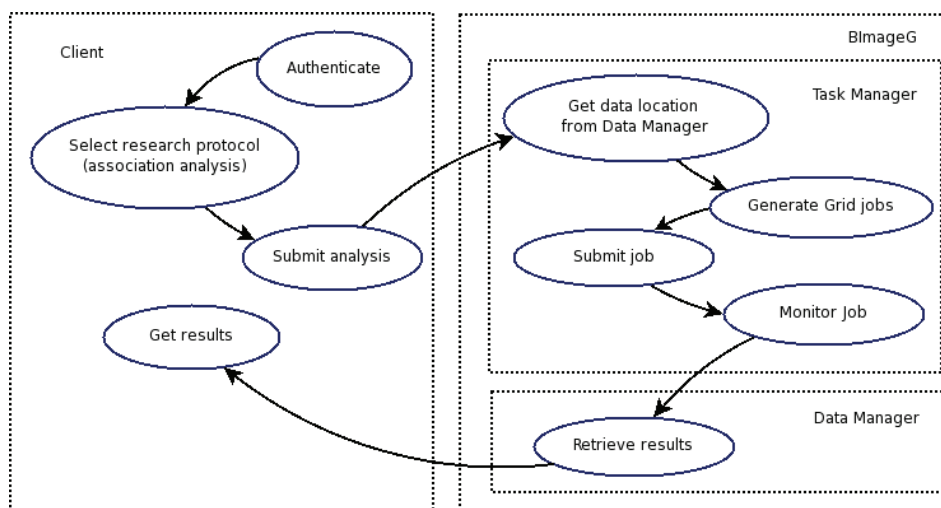 Client
Authenticate
Select research protocol
(association analysis)
Submit analysis
Get results
BImageG
Task Manager
Get data location
from Data Manager
Generate Grid jobs
Submit job
Monitor Job
Data Manager
Retrieve results